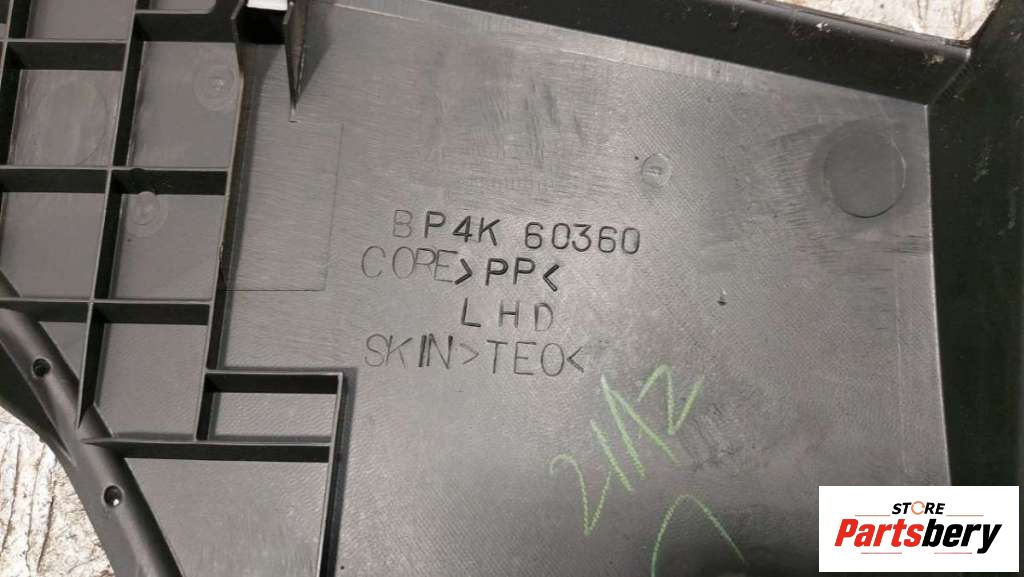 BP4K 60360
CORE>PP<
LHD
SKIN>TEO<
STORE
Partsbery